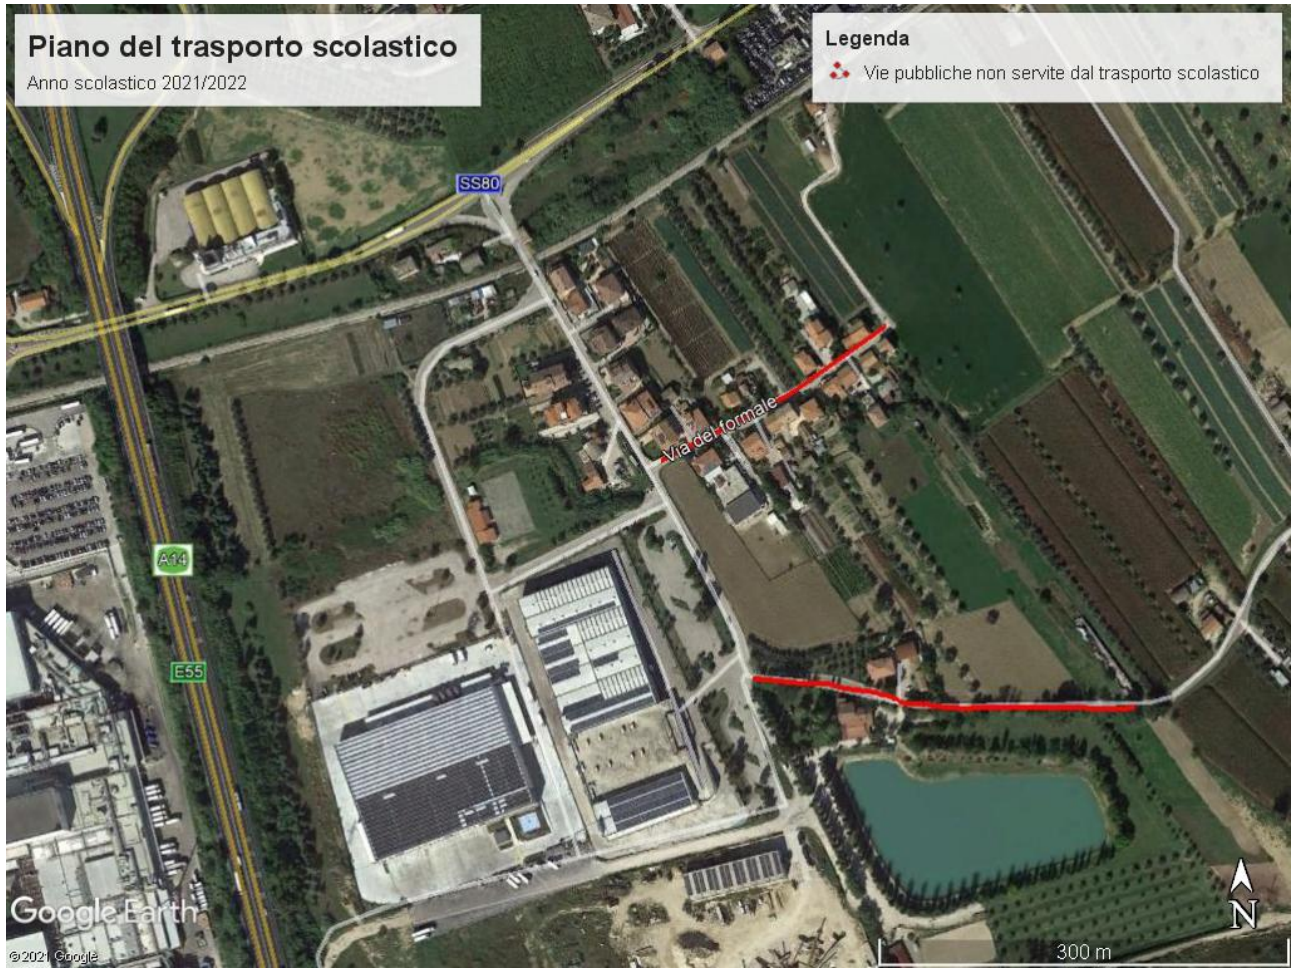 Piano del trasporto scolastico
Anno scolastico 2021/2022
Legenda
Vie pubbliche non servite dal trasporto scolastico
SS80
Via del formale
A14
E55
Google Earth
© 2021 Google
N
300 m